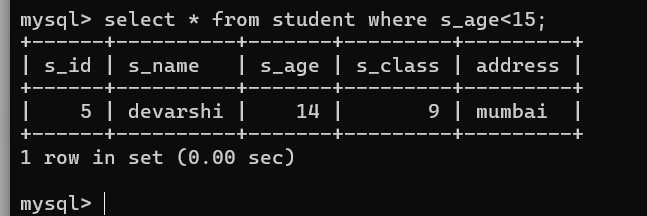 mysql> select * from student where s_age<15;
+------+----------+-------+---------+---------+
| s_id | s_name   | s_age | s_class | address |
+------+----------+-------+---------+---------+
|    5 | devarshi |    14 |       9 | mumbai  |
+------+----------+-------+---------+---------+
1 row in set (0.00 sec)
mysql>